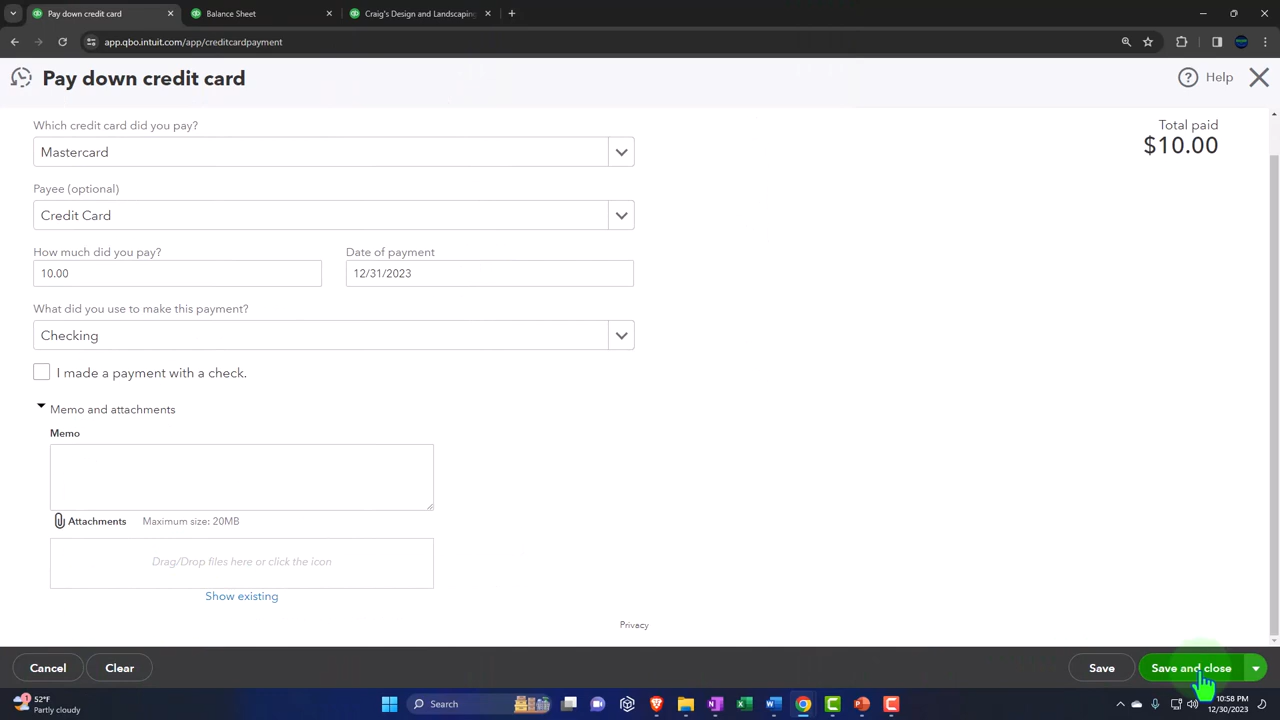 Pay down credit card
Balance Sheet
Craig's Design and Landscaping
app.qbo.intuit.com/app/creditcardpayment
Pay down credit card
Help
Which credit card did you pay?
Total paid
$10.00
Mastercard
Payee (optional)
Credit Card
How much did you pay?
Date of payment
10.00
12/31/2023
What did you use to make this payment?
Checking
I made a payment with a check.
Memo and attachments
Memo
Attachments Maximum size: 20MB
Drag/Drop files here or click the icon
Show existing
Privacy
Cancel
Clear
Save
Save and close
1
52°F
Partly cloudy
Search
10:58 PM
12/30/2023